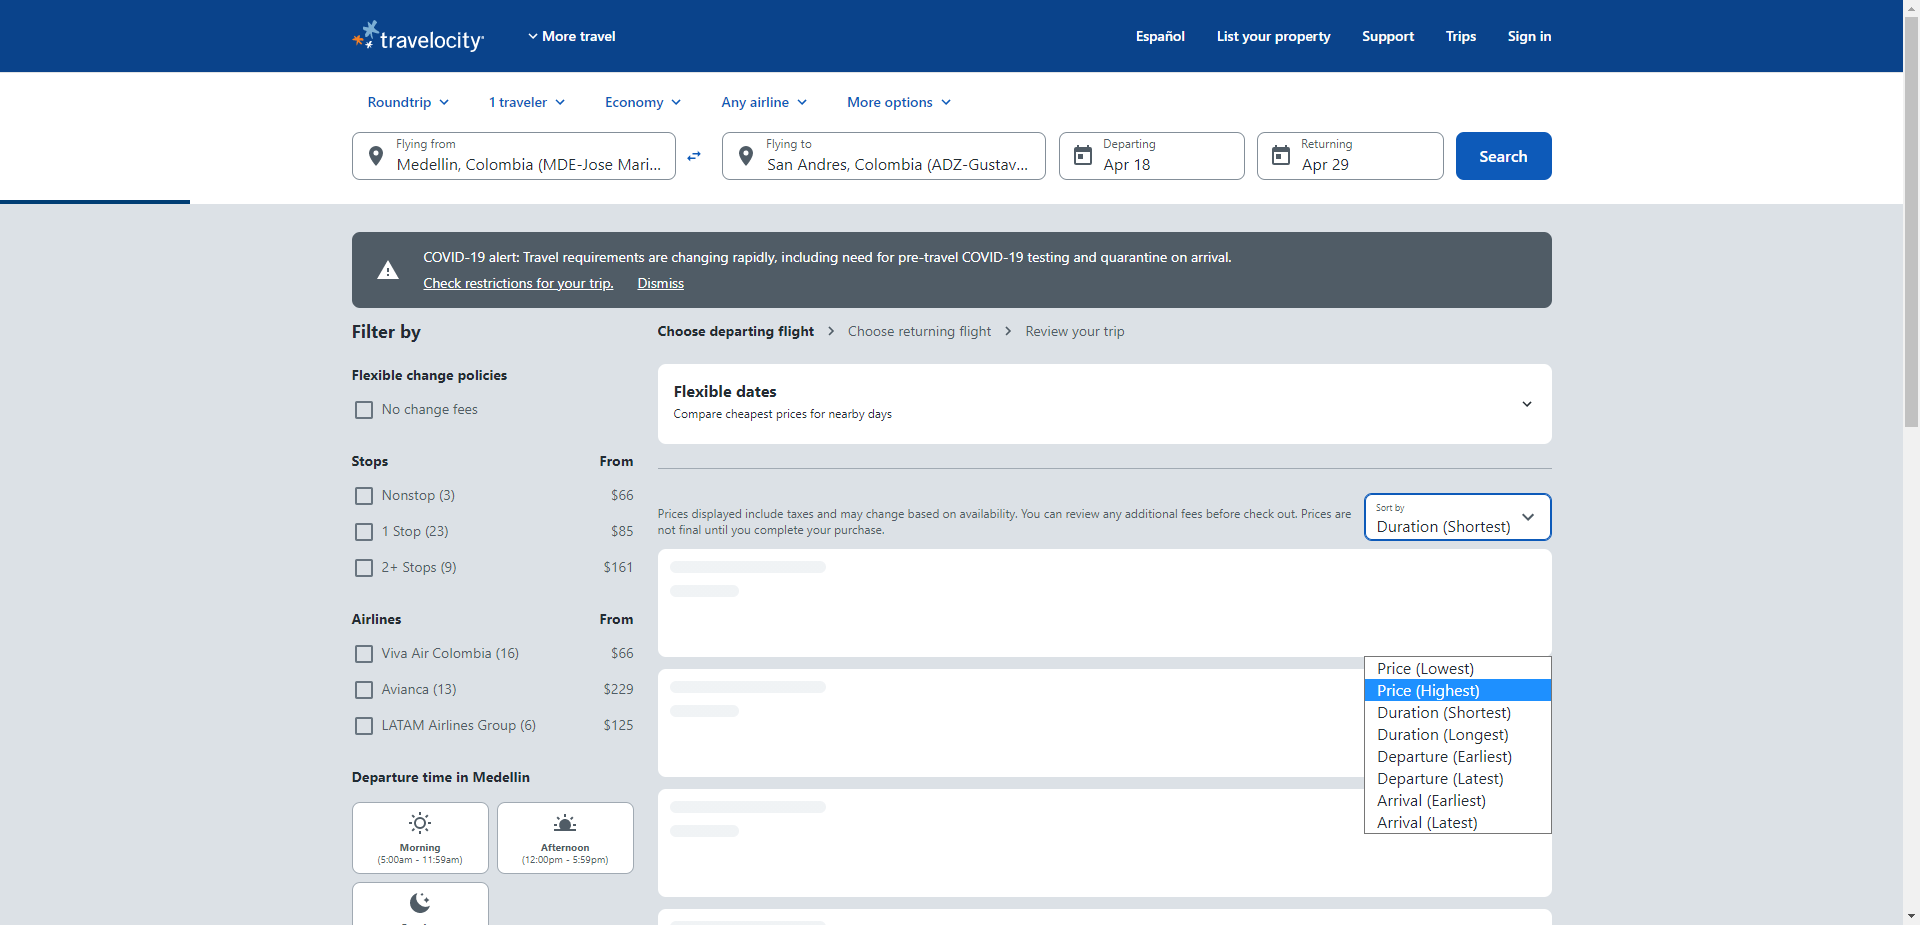 travelocity
More travel
Español
List your property
Support
Trips
Sign in
Roundtrip
1 traveler
Economy
Any airline
More options
Flying from
Medellin, Colombia (MDE-Jose Mari...
Flying to
San Andres, Colombia (ADZ-Gustav...
Departing
Apr 18
Returning
Apr 29
Search
COVID-19 alert: Travel requirements are changing rapidly, including need for pre-travel COVID-19 testing and quarantine on arrival.
Check restrictions for your trip. Dismiss
Filter by
Flexible change policies
No change fees
Stops From
Nonstop (3) $66
1 Stop (23) $85
2+ Stops (9) $161
Airlines From
Viva Air Colombia (16) $66
Avianca (13) $229
LATAM Airlines Group (6) $125
Departure time in Medellin
Morning
(5:00am - 11:59am)
Afternoon
(12:00pm - 5:59pm)
Choose departing flight > Choose returning flight > Review your trip
Flexible dates
Compare cheapest prices for nearby days
Prices displayed include taxes and may change based on availability. You can review any additional fees before check out. Prices are
not final until you complete your purchase.
Sort by
Duration (Shortest)
Price (Lowest)
Price (Highest)
Duration (Shortest)
Duration (Longest)
Departure (Earliest)
Departure (Latest)
Arrival (Earliest)
Arrival (Latest)